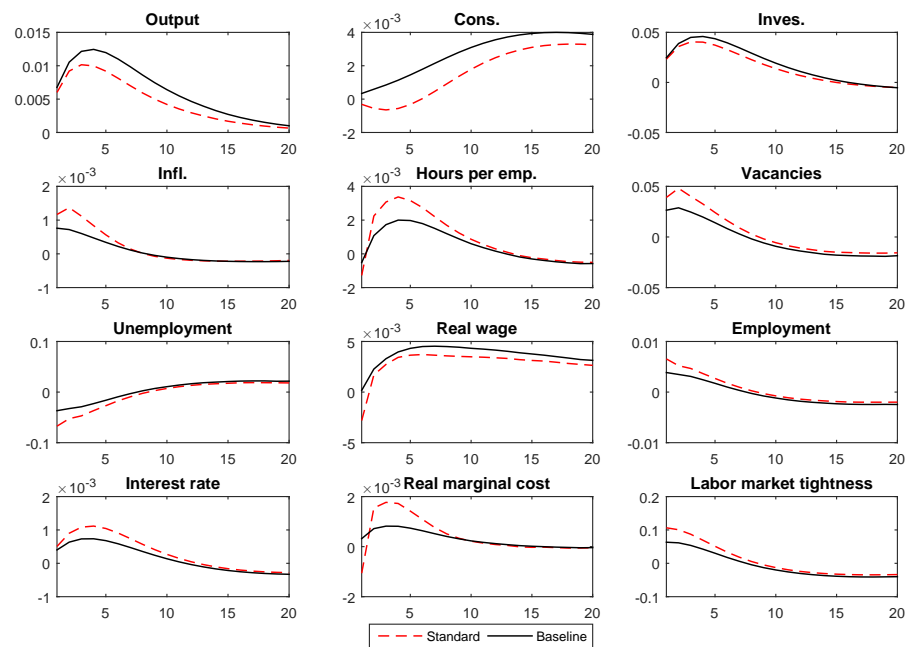 Output
0.015
0.01
0.005
0
5 10 15 20
Cons.
×10⁻³
4
2
0
-2
5 10 15 20
Inves.
0.05
0
-0.05
5 10 15 20
Infl.
×10⁻³
2
1
0
-1
5 10 15 20
Hours per emp.
×10⁻³
4
2
0
-2
5 10 15 20
Vacancies
0.05
0
-0.05
5 10 15 20
Unemployment
0.1
0
-0.1
5 10 15 20
Real wage
×10⁻³
5
0
-5
5 10 15 20
Employment
0.01
0
-0.01
5 10 15 20
Interest rate
×10⁻³
2
1
0
-1
5 10 15 20
Real marginal cost
×10⁻³
2
0
-2
5 10 15 20
Labor market tightness
0.2
0.1
0
-0.1
5 10 15 20
Standard Baseline